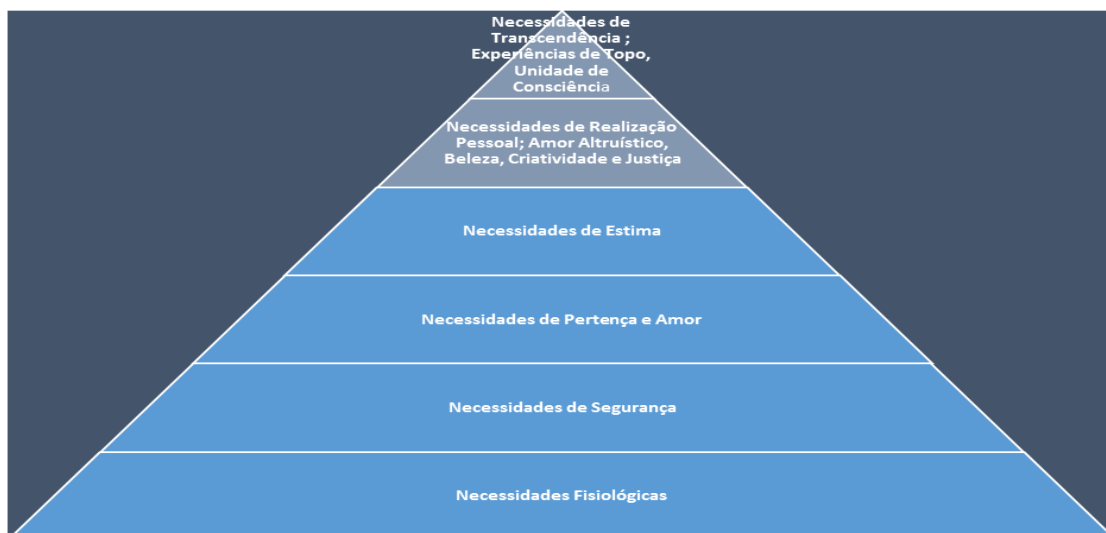 Necessidades de
Transcendência ;
Experiências de Topo,
Unidade de
Consciência
Necessidades de Realização
Pessoal; Amor Altruístico,
Beleza, Criatividade e Justiça
Necessidades de Estima
Necessidades de Pertença e Amor
Necessidades de Segurança
Necessidades Fisiológicas